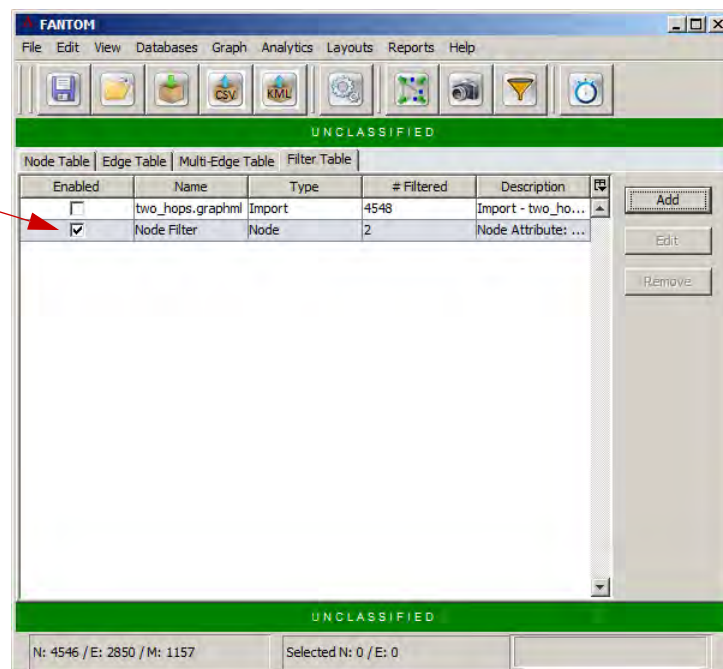 FANTOM
File Edit View Databases Graph Analytics Layouts Reports Help
CSV KML
UNCLASSIFIED
Node Table Edge Table Multi-Edge Table Filter Table
Enabled Name Type # Filtered Description
two_hops.graphml Import 4548 Import - two_ho...
Node Filter Node 2 Node Attribute: ...
Add
Edit
Remove
UNCLASSIFIED
N: 4546 / E: 2850 / M: 1157 Selected N: 0 / E: 0